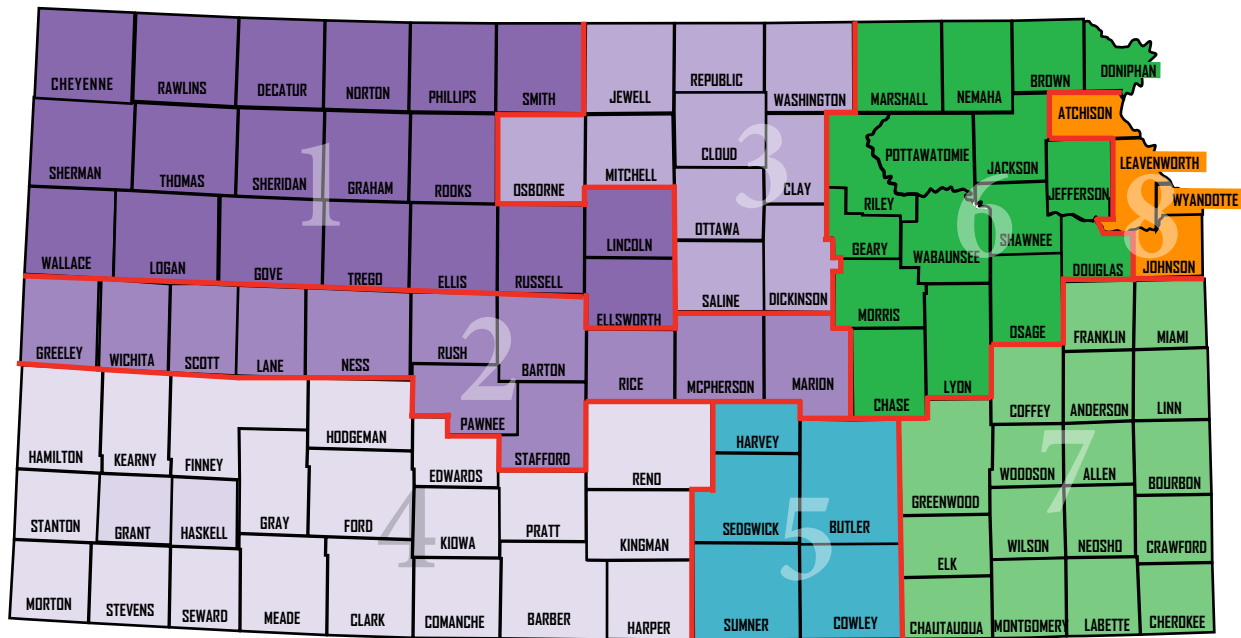 CHEYENNE
RAWLINS
DECATUR
NORTON
PHILLIPS
SMITH
JEWELL
REPUBLIC
WASHINGTON
MARSHALL
NEMAHA
BROWN
DONIPHAN
ATCHISON
SHERMAN
THOMAS
SHERIDAN
GRAHAM
ROOKS
OSBORNE
MITCHELL
CLOUD
CLAY
POTTAWATOMIE
JACKSON
JEFFERSON
LEAVENWORTH
WYANDOTTE
1
3
6
8
WALLACE
LOGAN
GOVE
TREGO
ELLIS
RUSSELL
LINCOLN
OTTAWA
RILEY
GEARY
WABAUNSEE
SHAWNEE
DOUGLAS
JOHNSON
ELLSWORTH
SALINE
DICKINSON
MORRIS
OSAGE
FRANKLIN
MIAMI
GREELEY
WICHITA
SCOTT
LANE
NESS
RUSH
BARTON
2
RICE
MCPHERSON
MARION
CHASE
LYON
COFFEY
ANDERSON
LINN
PAWNEE
STAFFORD
HAMILTON
KEARNY
FINNEY
HODGEMAN
EDWARDS
RENO
HARVEY
GREENWOOD
WOODSON
ALLEN
BOURBON
7
STANTON
GRANT
HASKELL
GRAY
FORD
4
KIOWA
PRATT
KINGMAN
SEDGWICK
5
BUTLER
ELK
WILSON
NEOSHO
CRAWFORD
MORTON
STEVENS
SEWARD
MEADE
CLARK
COMANCHE
BARBER
HARPER
SUMNER
COWLEY
CHAUTAUQUA
MONTGOMERY
LABETTE
CHEROKEE